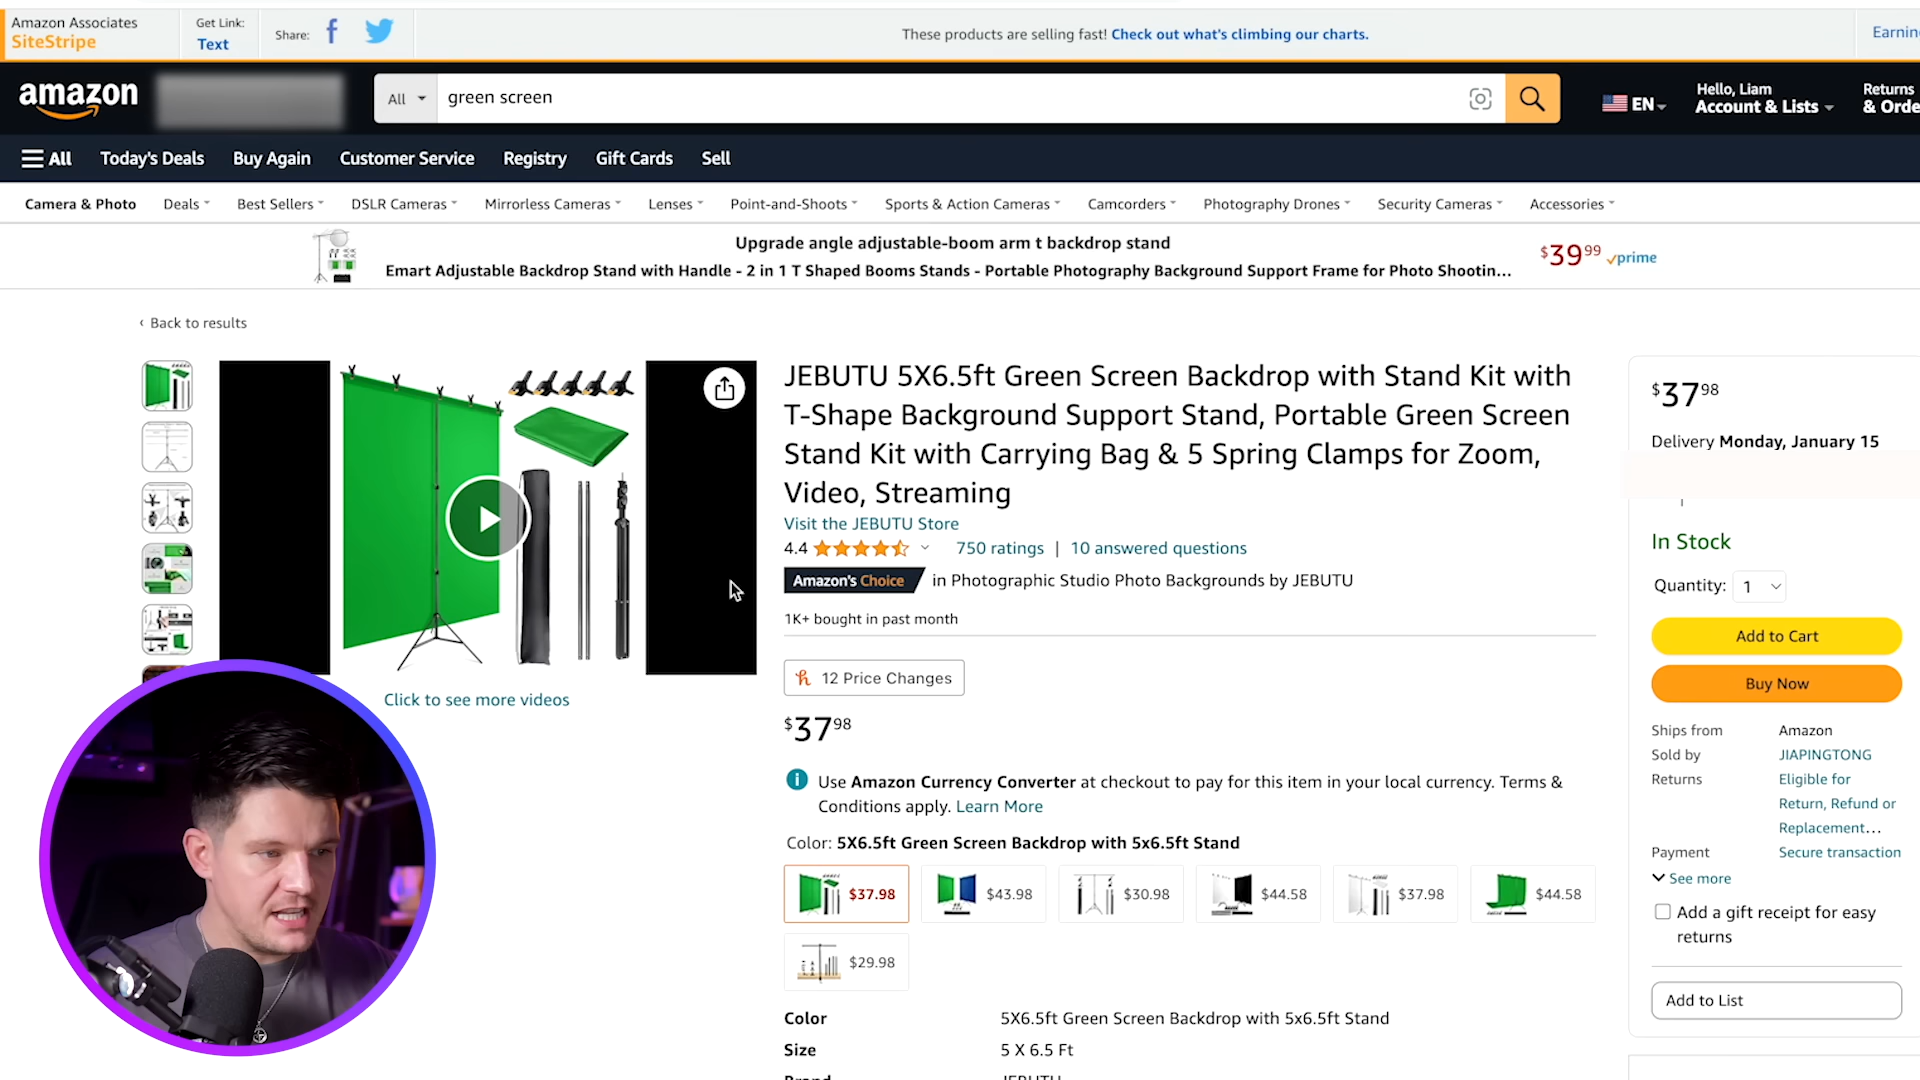 Amazon Associates
SiteStripe
Get Link:
Text
Share:
These products are selling fast! Check out what's climbing our charts.
Earnin
amazon
All
green screen
EN
Hello, Liam
Account & Lists
Returns
& Orde
All
Today's Deals
Buy Again
Customer Service
Registry
Gift Cards
Sell
Camera & Photo
Deals
Best Sellers
DSLR Cameras
Mirrorless Cameras
Lenses
Point-and-Shoots
Sports & Action Cameras
Camcorders
Photography Drones
Security Cameras
Accessories
Upgrade angle adjustable-boom arm t backdrop stand
Emart Adjustable Backdrop Stand with Handle - 2 in 1 T Shaped Booms Stands - Portable Photography Background Support Frame for Photo Shootin...
$39 99 prime
‹ Back to results
JEBUTU 5X6.5ft Green Screen Backdrop with Stand Kit with
T-Shape Background Support Stand, Portable Green Screen
Stand Kit with Carrying Bag & 5 Spring Clamps for Zoom,
Video, Streaming
Visit the JEBUTU Store
4.4
750 ratings | 10 answered questions
Amazon's Choice in Photographic Studio Photo Backgrounds by JEBUTU
1K+ bought in past month
12 Price Changes
$37 98
Use Amazon Currency Converter at checkout to pay for this item in your local currency. Terms &
Conditions apply. Learn More
Color: 5X6.5ft Green Screen Backdrop with 5x6.5ft Stand
$37.98
$43.98
$30.98
$44.58
$37.98
$44.58
$29.98
Color 5X6.5ft Green Screen Backdrop with 5x6.5ft Stand
Size 5 X 6.5 Ft
Brand JEBUTU
Click to see more videos
$37 98
Delivery Monday, January 15
In Stock
Quantity: 1
Add to Cart
Buy Now
Ships from Amazon
Sold by JIAPINGTONG
Returns Eligible for
Return, Refund or
Replacement...
Payment Secure transaction
See more
Add a gift receipt for easy
returns
Add to List